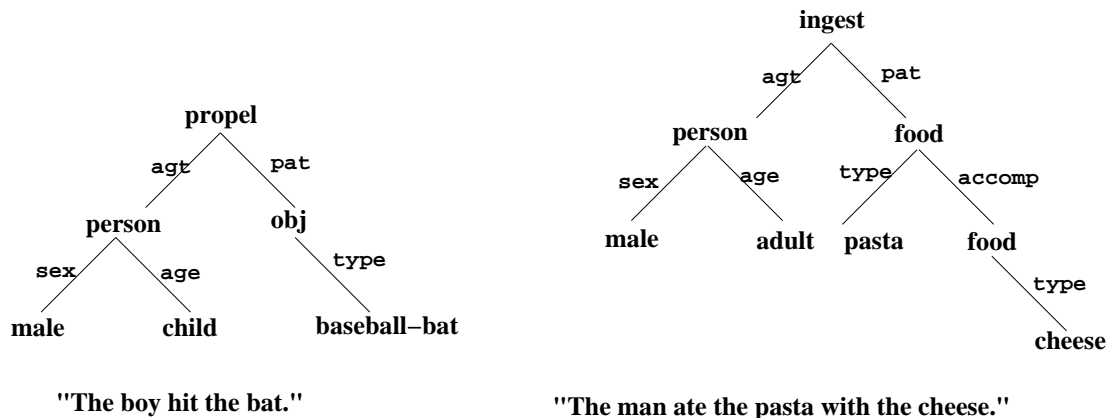 ingest
agt pat
propel
person food
agt pat
sex age type accomp
person obj
male adult pasta food
sex age type
type
male child baseball−bat
cheese
"The boy hit the bat."
"The man ate the pasta with the cheese."